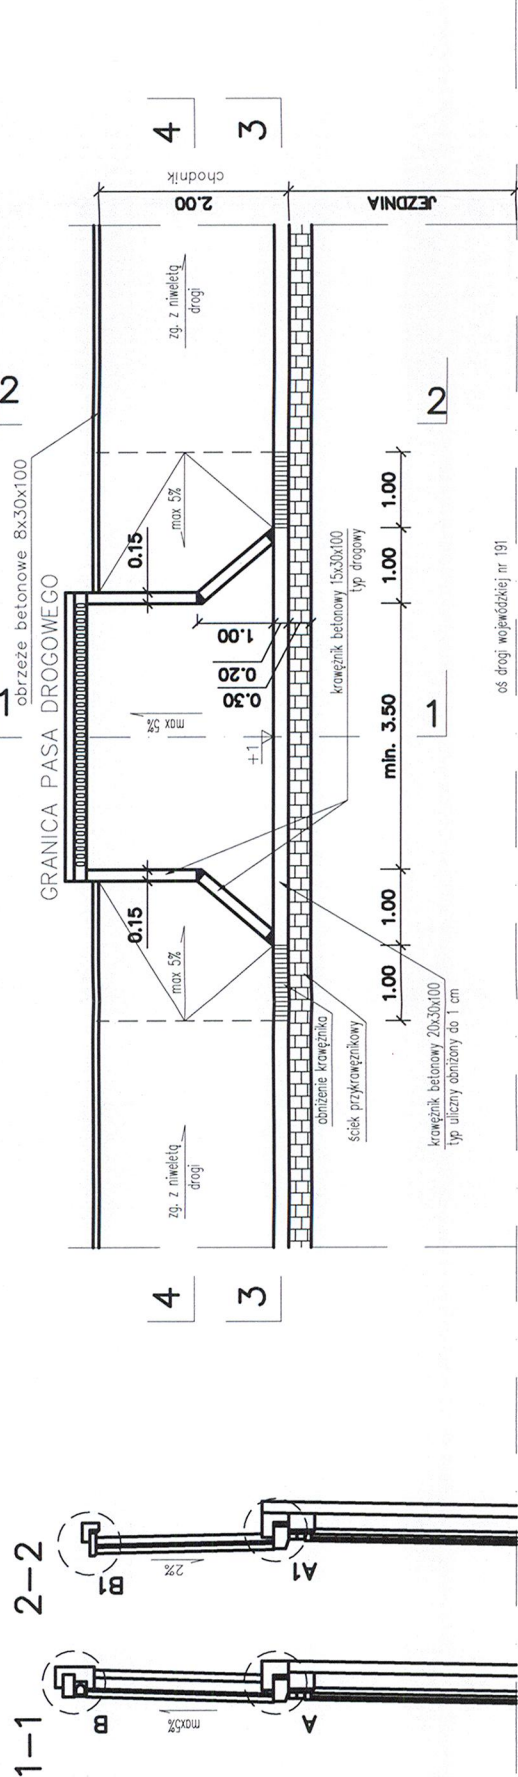 1-1
2-2
B
B1
max5%
2%
A
A1
1
2
obrzeże betonowe 8x30x100
GRANICA PASA DROGOWEGO
4
4
3
3
zg. z niweletą
drogi
zg. z niweletą
drogi
max 5%
max 5%
max 5%
0.15
0.15
+1
1.00
0.20
0.30
2.00
chodnik
JEZDNIA
krawężnik betonowy 15x30x100
typ drogowy
obniżenie krawężnika
ściek przykrawężnikowy
1.00
1.00
min. 3.50
1.00
1.00
krawężnik betonowy 20x30x100
typ uliczny obniżony do 1 cm
1
2
oś drogi wojewódzkiej nr 191